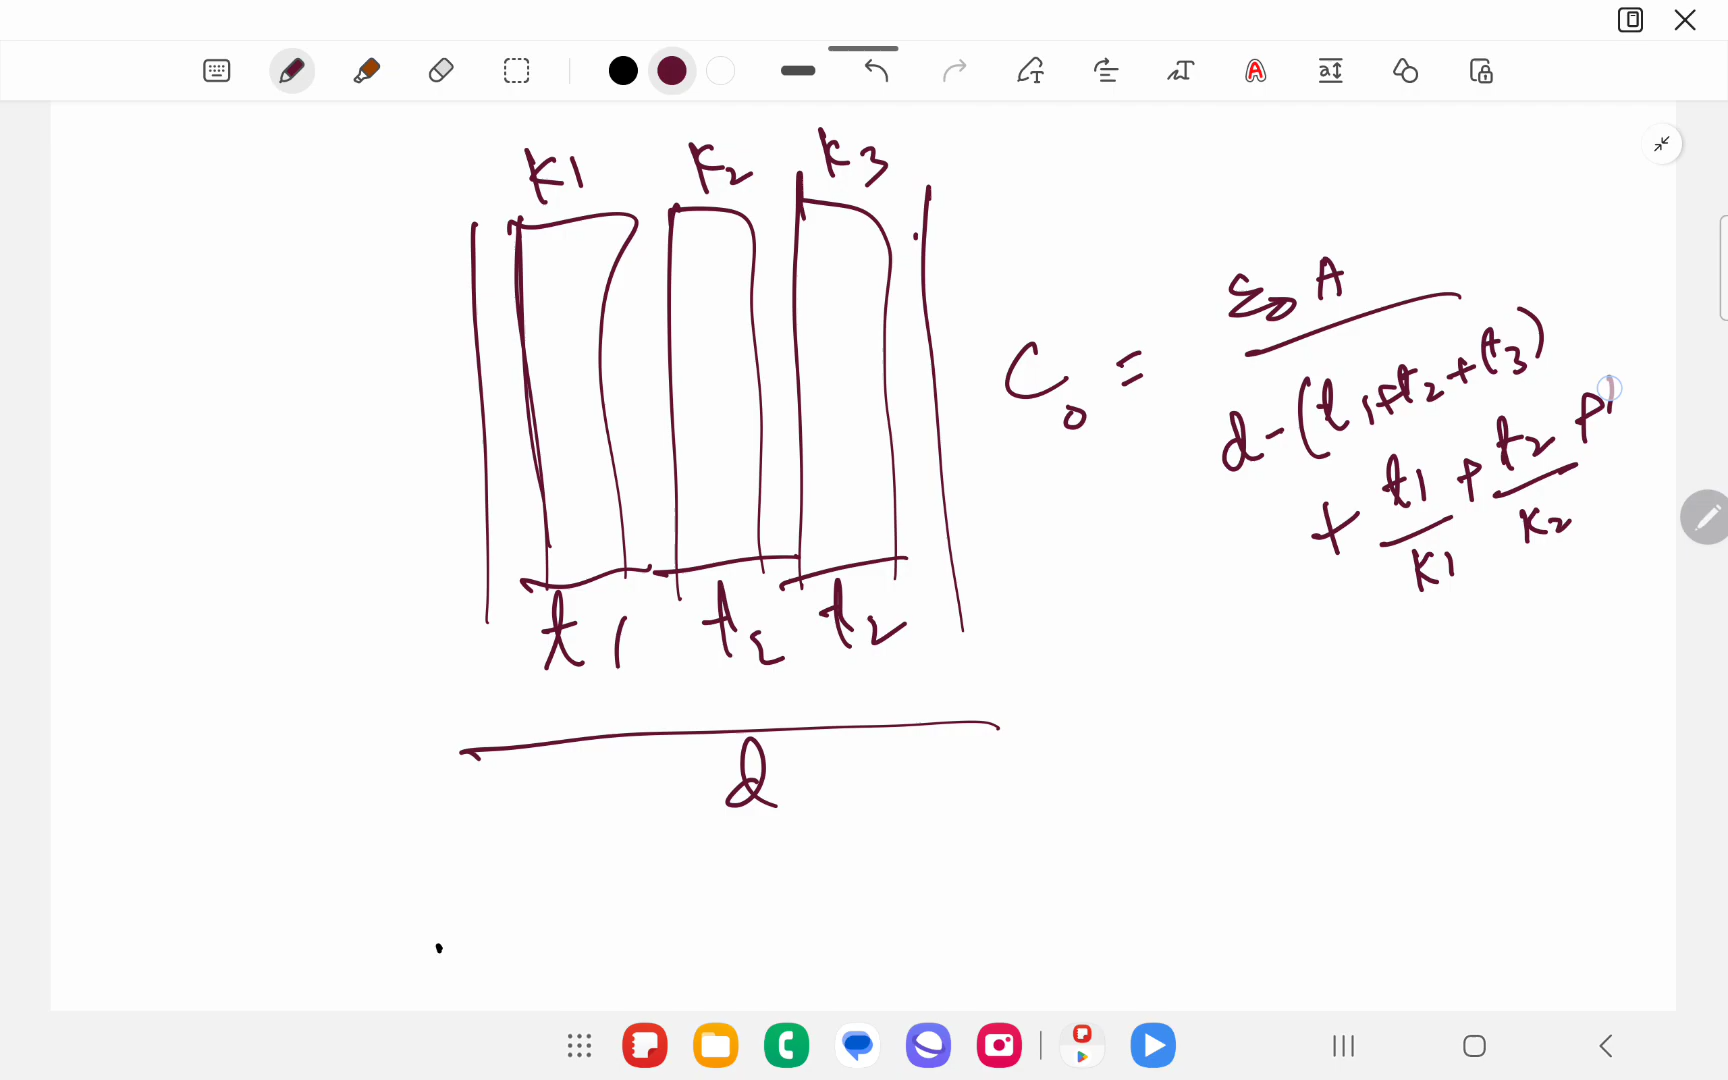 K1 K2 K3
C0 = ε0 A
d - (t1 + t2 + t3)
+ t1 + t2 +
K1 K2
t1 t2 t2
d